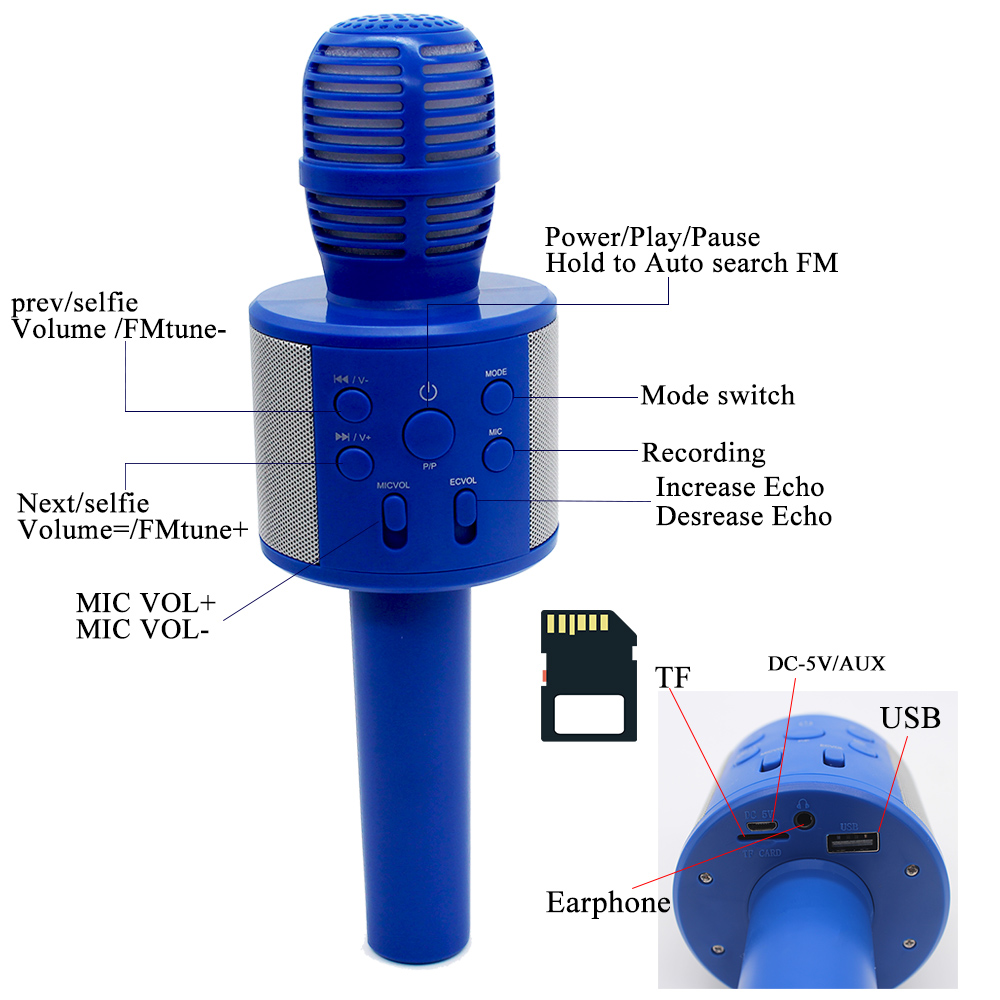 Power/Play/Pause
Hold to Auto search FM
prev/selfie
Volume /FMtune-
V-
MODE
Mode switch
V+
MIC
Recording
P/P
Next/selfie
Volume=/FMtune+
MICVOL
ECVOL
Increase Echo
Desrease Echo
MIC VOL+
MIC VOL-
TF
DC-5V/AUX
USB
DC-5V
USB
TF CARD
Earphone